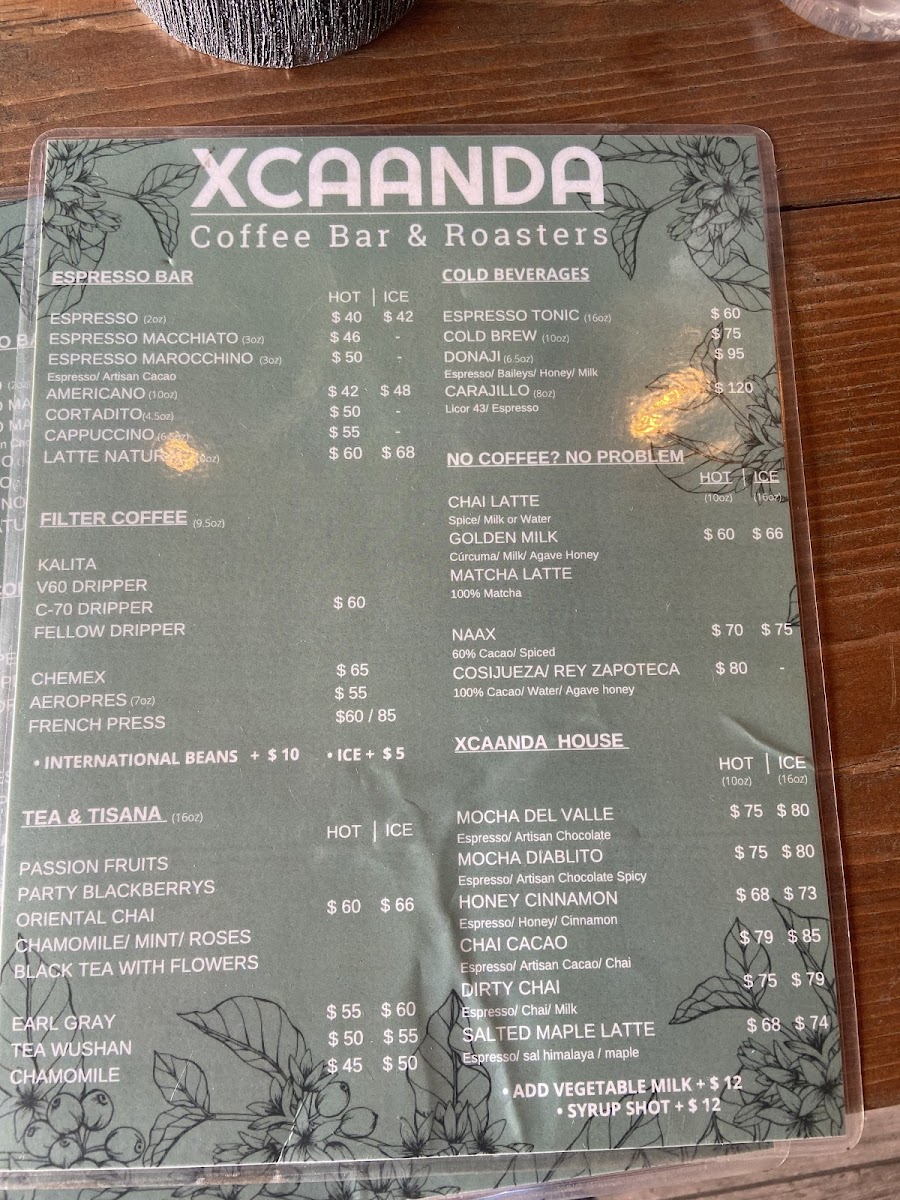 XCAANDA
Coffee Bar & Roasters
ESPRESSO BAR
HOT | ICE
ESPRESSO (2oz) $ 40 $ 42
ESPRESSO MACCHIATO (3oz) $ 46 -
ESPRESSO MAROCCHINO (3oz) $ 50 -
Espresso/ Artisan Cacao
AMERICANO (10oz) $ 42 $ 48
CORTADITO(4.5oz) $ 50 -
CAPPUCCINO $ 55 -
LATTE $ 60 $ 68
FILTER COFFEE (9.5oz)
KALITA
V60 DRIPPER
C-70 DRIPPER $ 60
FELLOW DRIPPER
CHEMEX $ 65
AEROPRES (7oz) $ 55
FRENCH PRESS $60 / 85
• INTERNATIONAL BEANS + $ 10 • ICE + $ 5
TEA & TISANA (16oz)
HOT | ICE
PASSION FRUITS
PARTY BLACKBERRYS
ORIENTAL CHAI $ 60 $ 66
CHAMOMILE/ MINT/ ROSES
BLACK TEA WITH FLOWERS
EARL GRAY $ 55 $ 60
TEA WUSHAN $ 50 $ 55
CHAMOMILE $ 45 $ 50
COLD BEVERAGES
ESPRESSO TONIC (16oz) $ 60
COLD BREW (10oz) $ 75
DONAJI (6.5oz) $ 95
Espresso/ Baileys/ Honey/ Milk
CARAJILLO (8oz) $ 120
Licor 43/ Espresso
NO COFFEE? NO PROBLEM
HOT | ICE
(10oz) (16oz)
CHAI LATTE
Spice/ Milk or Water
GOLDEN MILK $ 60 $ 66
Cúrcuma/ Milk/ Agave Honey
MATCHA LATTE
100% Matcha
NAAX $ 70 $ 75
60% Cacao/ Spiced
COSIJUEZA/ REY ZAPOTECA $ 80 -
100% Cacao/ Water/ Agave honey
XCAANDA HOUSE
HOT | ICE
(10oz) (16oz)
MOCHA DEL VALLE $ 75 $ 80
Espresso/ Artisan Chocolate
MOCHA DIABLITO $ 75 $ 80
Espresso/ Artisan Chocolate Spicy
HONEY CINNAMON $ 68 $ 73
Espresso/ Honey/ Cinnamon
CHAI CACAO $ 79 $ 85
Espresso/ Artisan Cacao/ Chai
DIRTY CHAI $ 75 $ 79
Espresso/ Chai/ Milk
SALTED MAPLE LATTE $ 68 $ 74
Espresso/ sal himalaya / maple
• ADD VEGETABLE MILK + $ 12
• SYRUP SHOT + $ 12